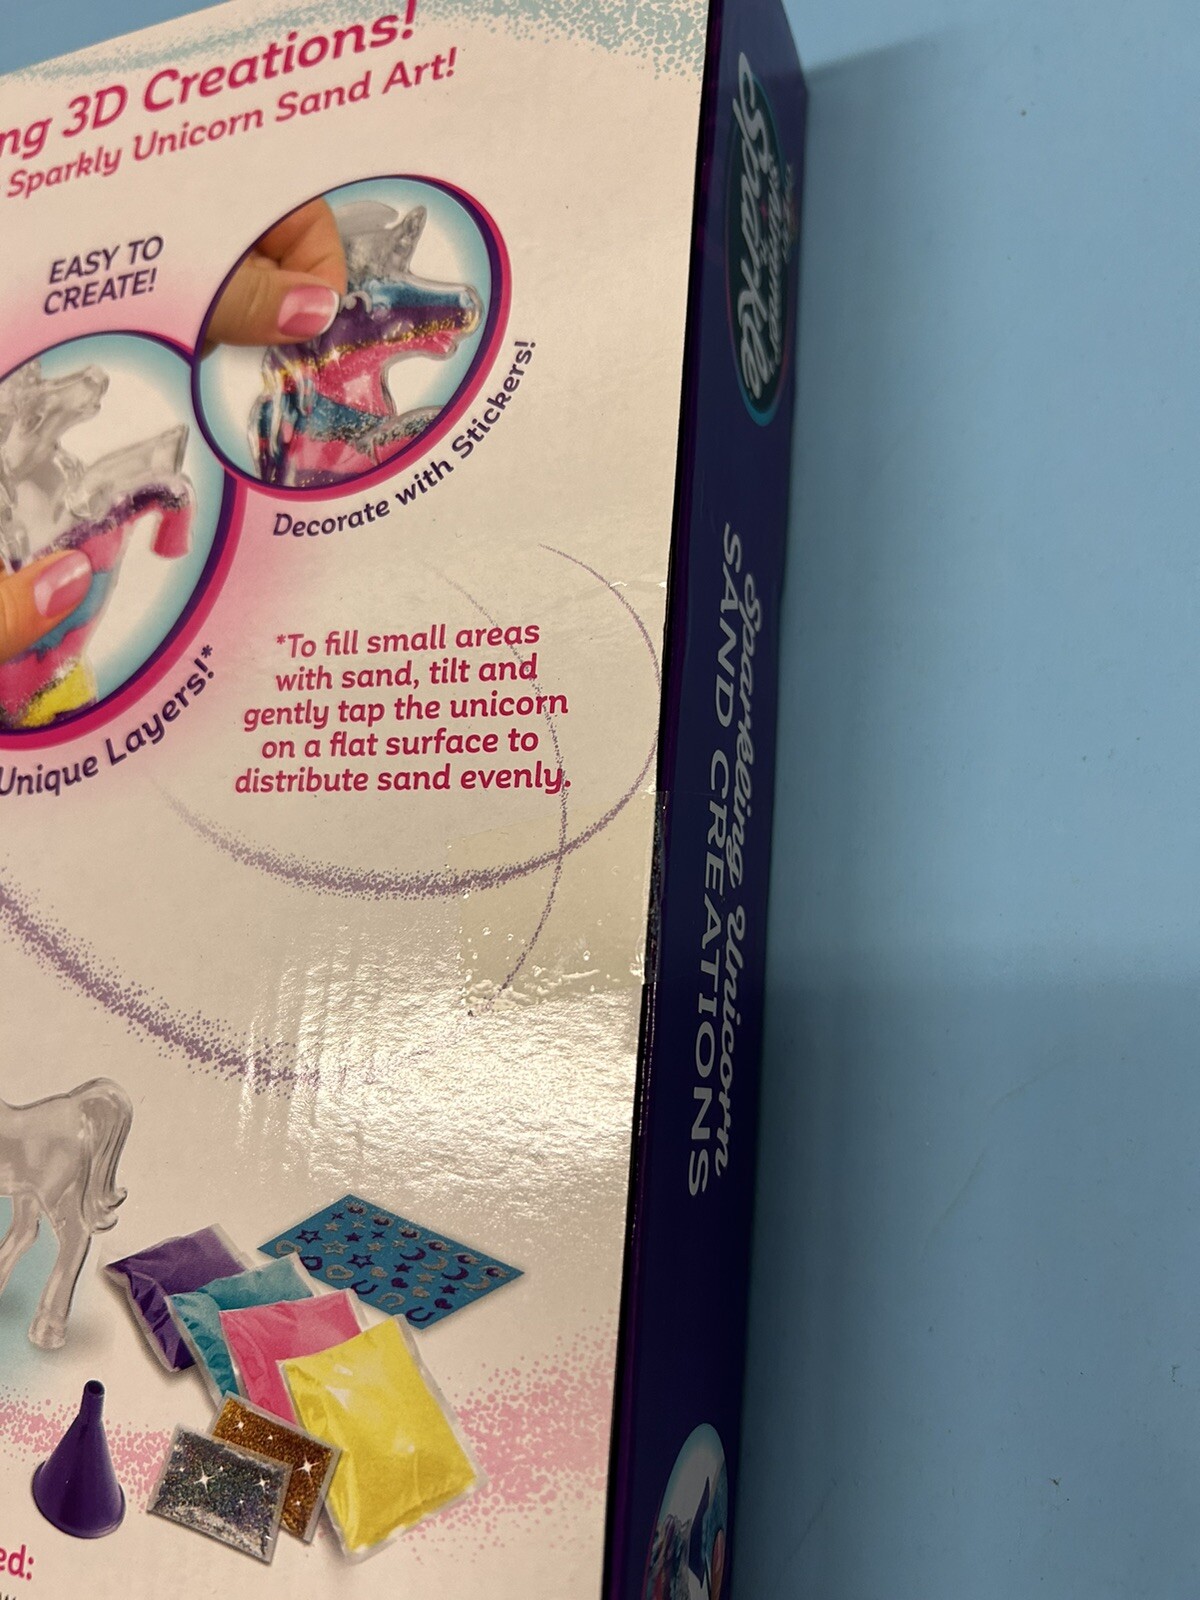 ng 3D Creations!
Sparkly Unicorn Sand Art!
EASY TO
CREATE!
Decorate with Stickers!
Unique Layers!*
*To fill small areas
with sand, tilt and
gently tap the unicorn
on a flat surface to
distribute sand evenly.
ed:
Shimmer
Sparkle
Sparkling Unicorn
SAND CREATIONS